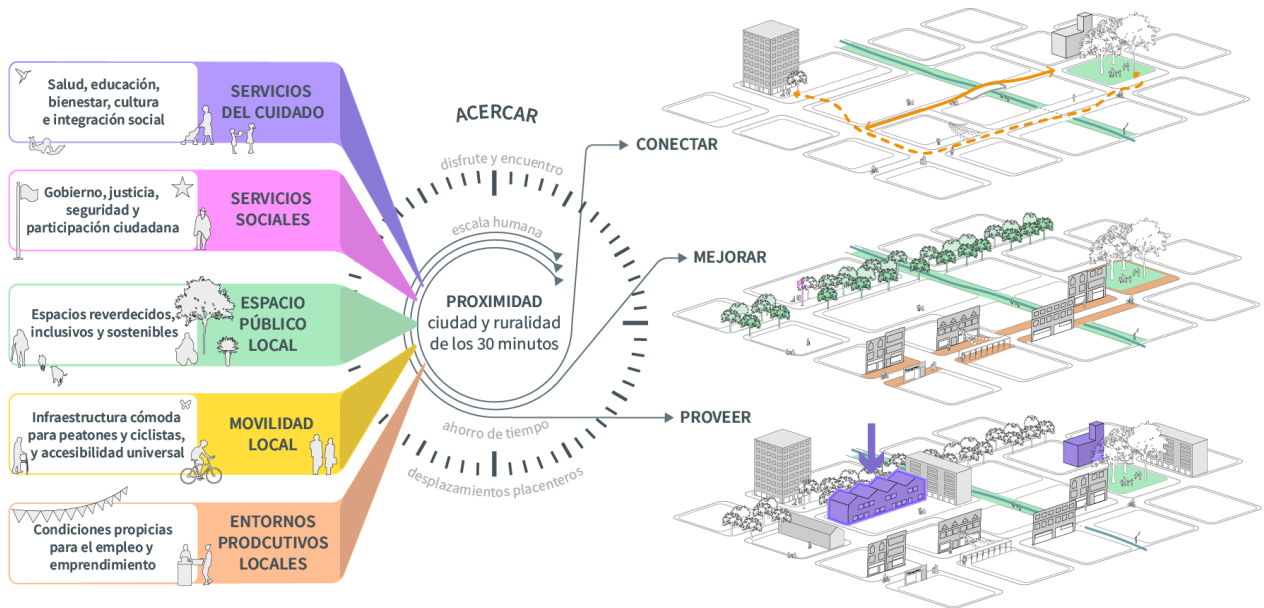 Salud, educación,
bienestar, cultura
e integración social
SERVICIOS
DEL CUIDADO
Gobierno, justicia,
seguridad y
participación ciudadana
SERVICIOS
SOCIALES
Espacios reverdecidos,
inclusivos y sostenibles
ESPACIO
PÚBLICO
LOCAL
Infraestructura cómoda
para peatones y ciclistas,
y accesibilidad universal
MOVILIDAD
LOCAL
Condiciones propicias
para el empleo y
emprendimiento
ENTORNOS
PRODCUTIVOS
LOCALES
ACERCAR
disfrute y encuentro
escala humana
PROXIMIDAD
ciudad y ruralidad
de los 30 minutos
ahorro de tiempo
desplazamientos placenteros
CONECTAR
MEJORAR
PROVEER